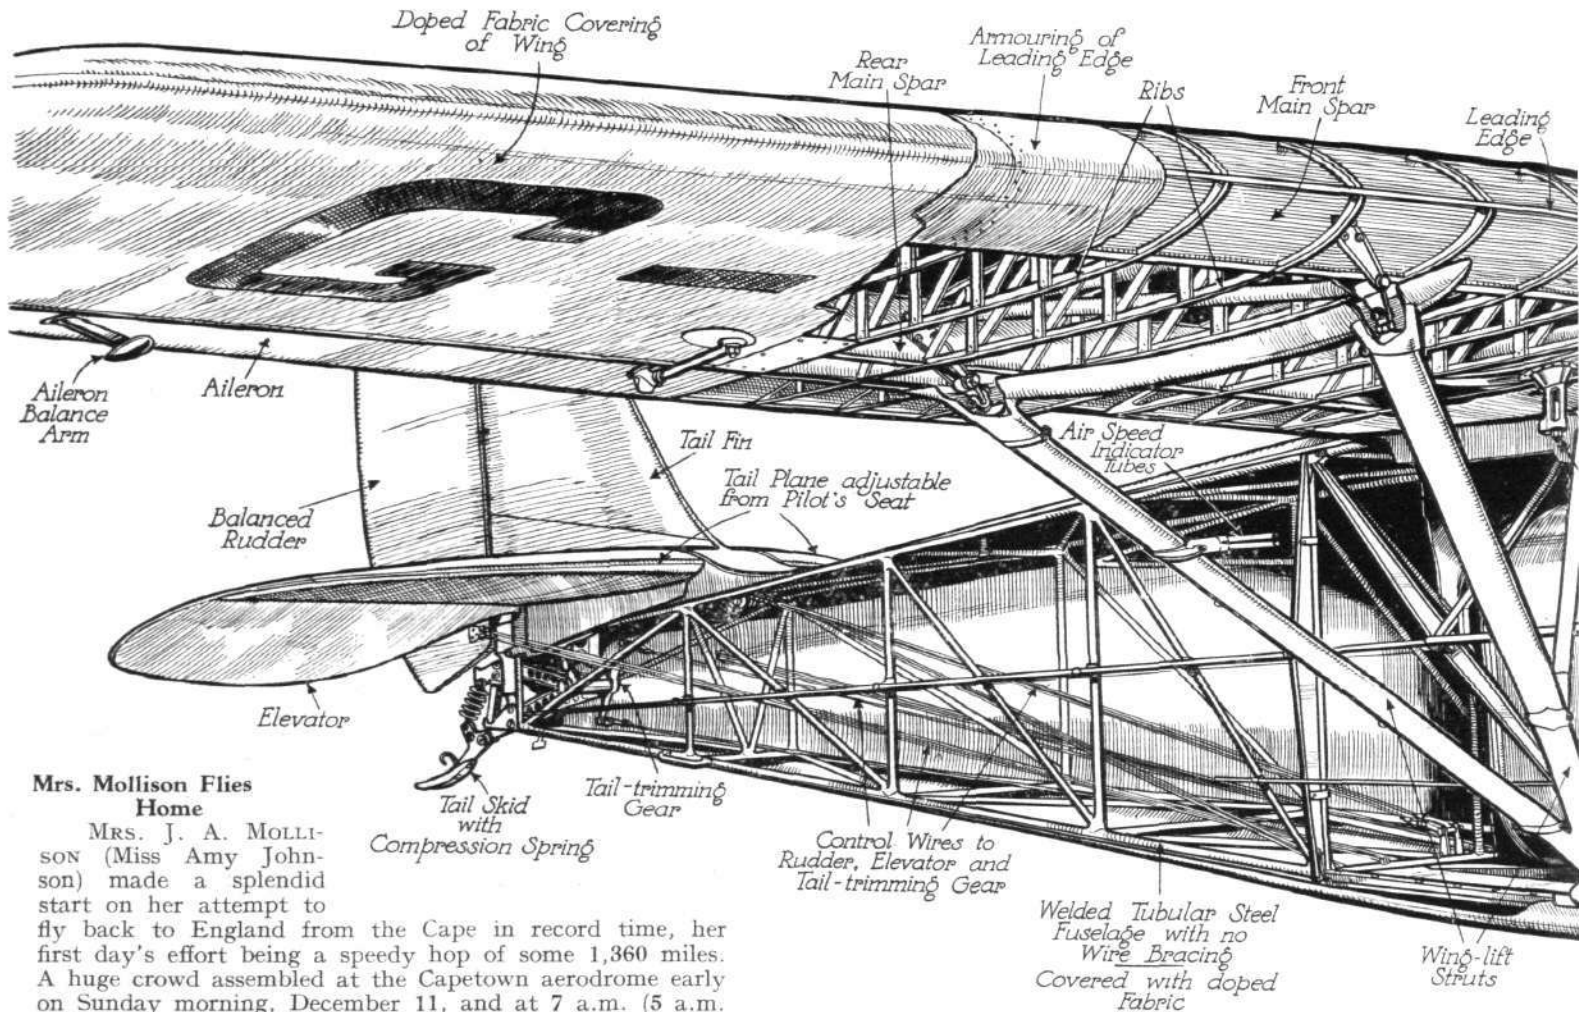 Doped Fabric Covering
of Wing
Armouring of
Leading Edge
Rear
Main Spar
Ribs
Front
Main Spar
Leading
Edge
G -
Aileron
Balance
Arm
Aileron
Tail Fin
Air Speed
Indicator
Tubes
Tail Plane adjustable
from Pilot's Seat
Balanced
Rudder
Elevator
Tail Skid
with
Compression Spring
Tail-trimming
Gear
Control Wires to
Rudder, Elevator and
Tail-trimming Gear
Welded Tubular Steel
Fuselage with no
Wire Bracing
Covered with doped
Fabric
Wing-lift
Struts
Mrs. Mollison Flies
Home
MRS. J. A. MOLLI-
SON (Miss Amy John-
son) made a splendid
start on her attempt to
fly back to England from the Cape in record time, her
first day's effort being a speedy hop of some 1,360 miles.
A huge crowd assembled at the Capetown aerodrome early
on Sunday morning, December 11, and at 7 a.m. (5 a.m.